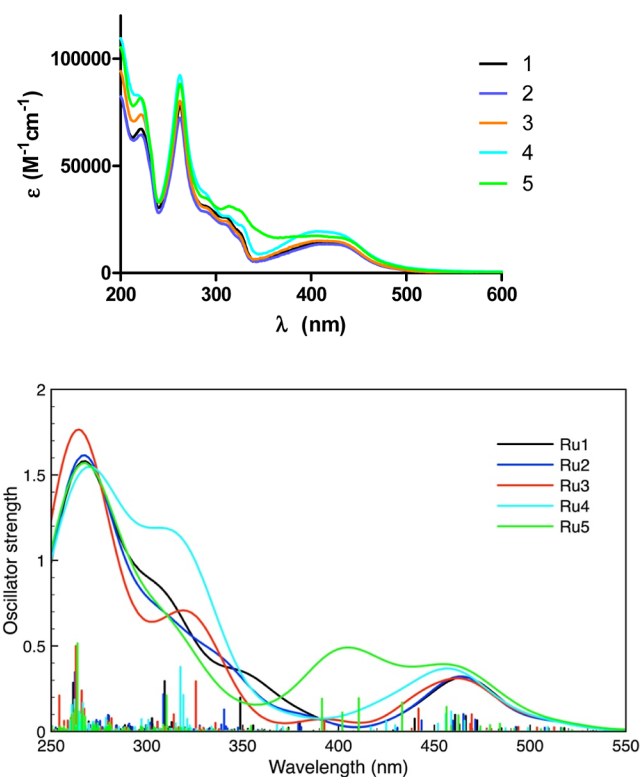 100000
50000
0
ε (M-1cm-1)
200
300
400
500
600
λ (nm)
1
2
3
4
5
2
1.5
1
0.5
0
Oscillator strength
250
300
350
400
450
500
550
Wavelength (nm)
Ru1
Ru2
Ru3
Ru4
Ru5